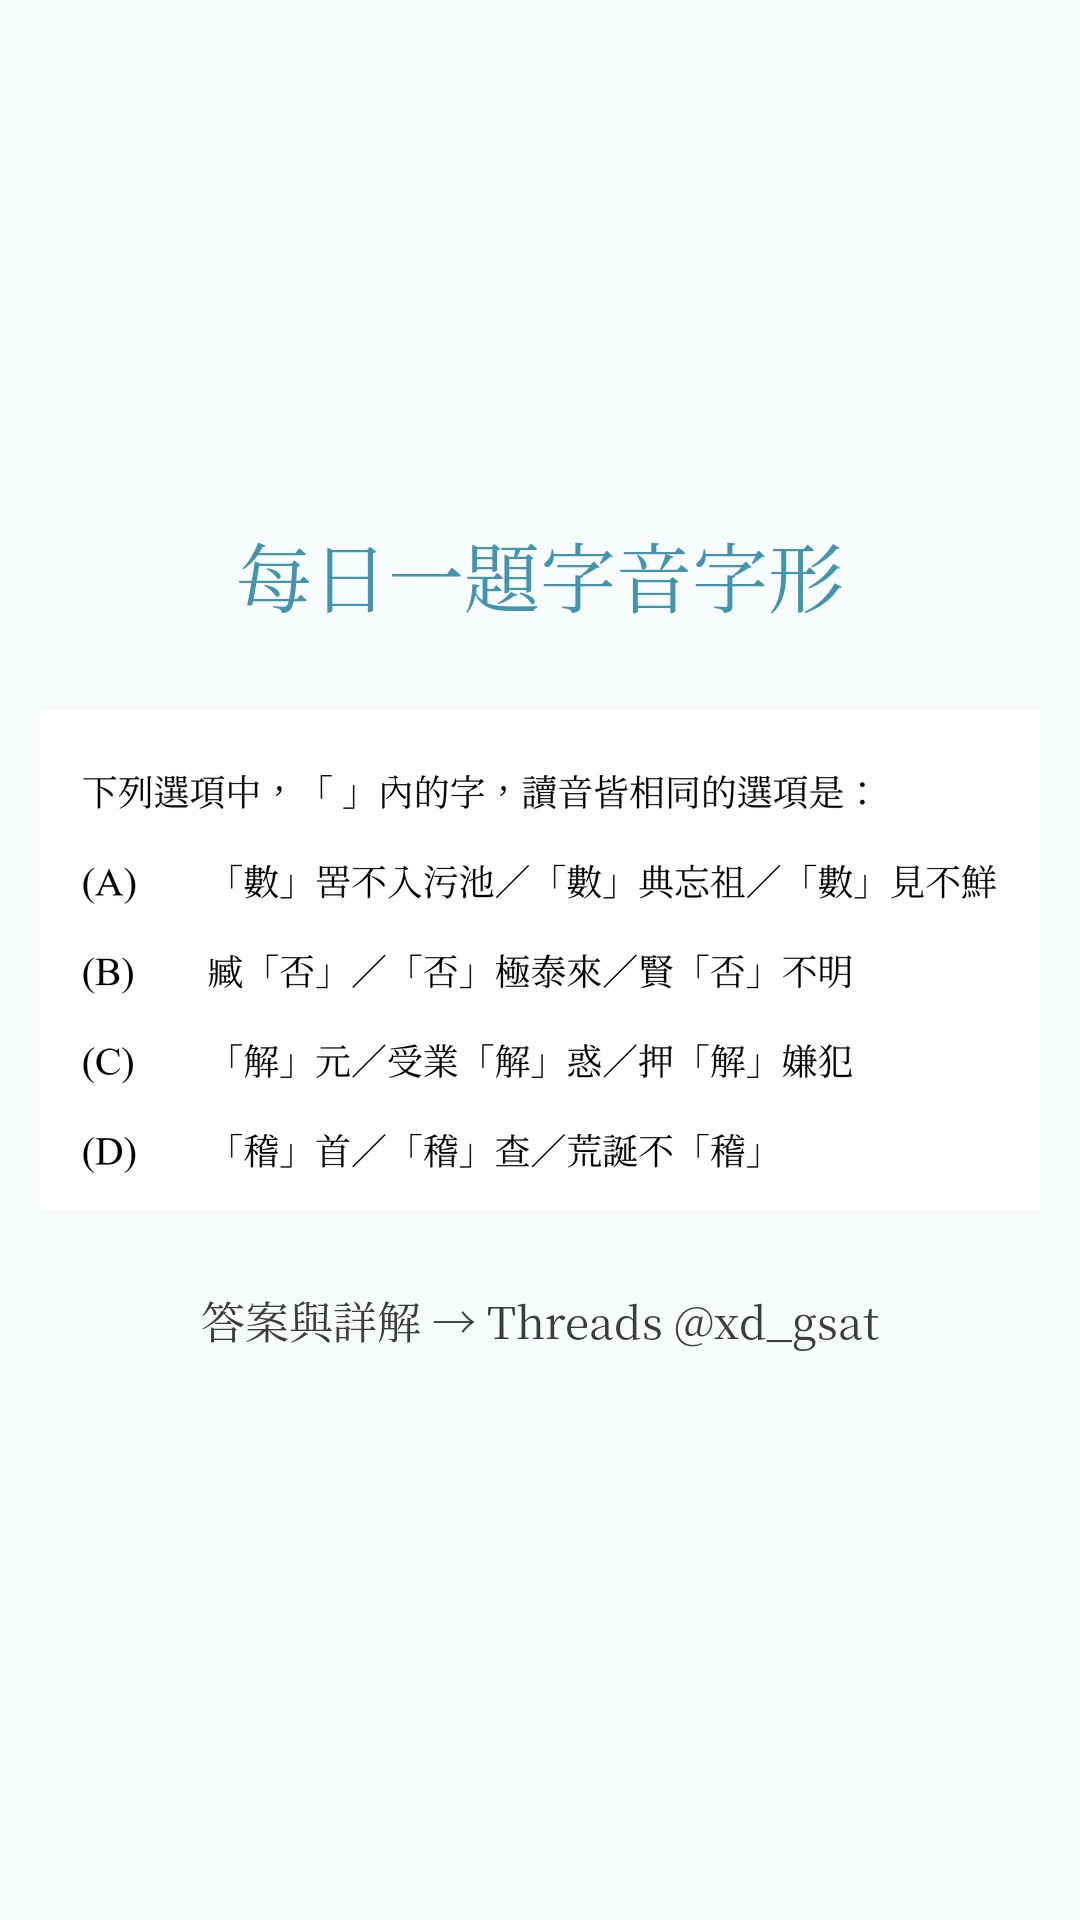 每日一題字音字形
下列選項中，「 」內的字，讀音皆相同的選項是：
(A) 「數」罟不入污池／「數」典忘祖／「數」見不鮮
(B) 臧「否」／「否」極泰來／賢「否」不明
(C) 「解」元／受業「解」惑／押「解」嫌犯
(D) 「稽」首／「稽」查／荒誕不「稽」
答案與詳解 → Threads @xd_gsat